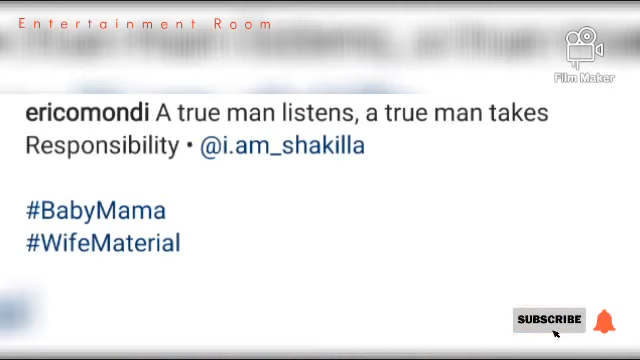 Entertainment Room
Film Maker
ericomondi A true man listens, a true man takes
Responsibility • @i.am_shakilla
#BabyMama
#WifeMaterial
SUBSCRIBE